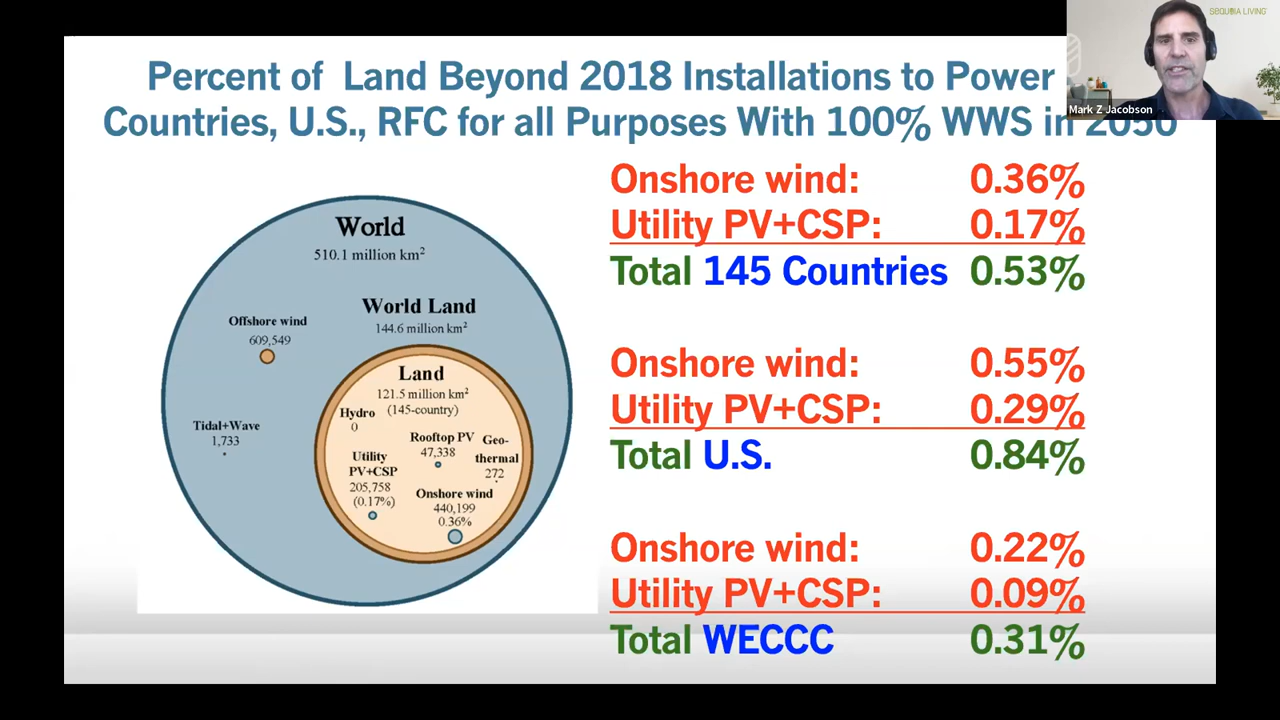 SEQUOIA LIVING
Mark Z Jacobson
Percent of Land Beyond 2018 Installations to Power
Countries, U.S., RFC for all Purposes With 100% WWS in 2050
World
510.1 million km²
World Land
144.6 million km²
Offshore wind
609,549
Tidal+Wave
1,733
Land
121.5 million km²
(145-country)
Hydro
0
Rooftop PV
47,338
Geo-
thermal
272
Utility
PV+CSP
205,758
(0.17%)
Onshore wind
440,199
0.36%
Onshore wind: 0.36%
Utility PV+CSP: 0.17%
Total 145 Countries 0.53%
Onshore wind: 0.55%
Utility PV+CSP: 0.29%
Total U.S. 0.84%
Onshore wind: 0.22%
Utility PV+CSP: 0.09%
Total WECCC 0.31%